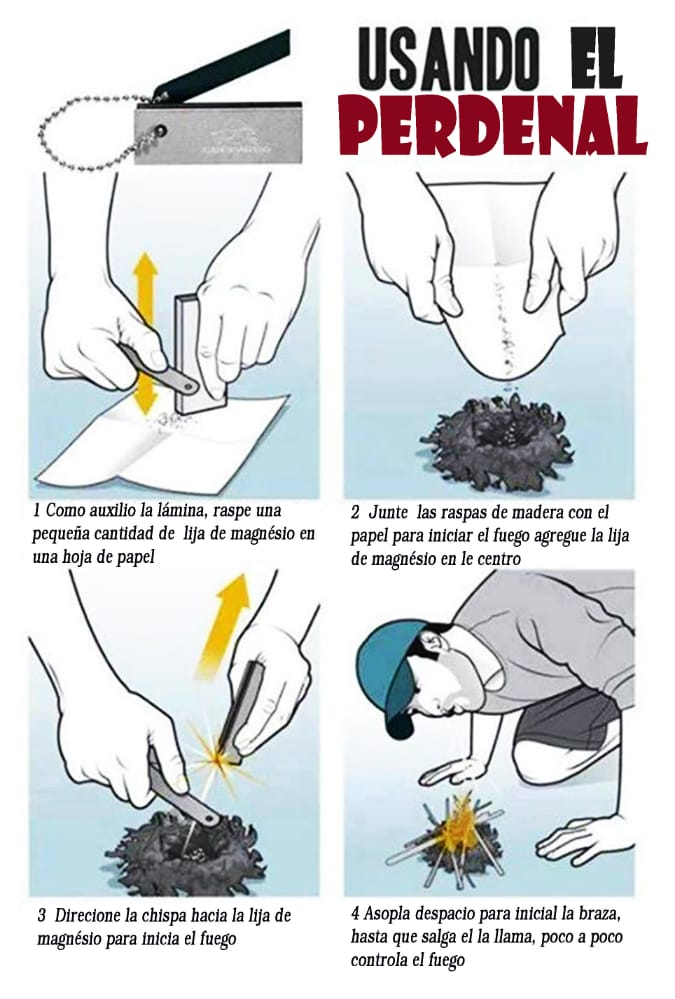 USANDO EL
PERDENAL
1 Como auxilio la lámina, raspe una
pequeña cantidad de lija de magnésio en
una hoja de papel
2 Junte las raspas de madera con el
papel para iniciar el fuego agregue la lija
de magnésio en le centro
3 Direcione la chispa hacia la lija de
magnésio para inicia el fuego
4 Asopla despacio para inicial la braza,
hasta que salga el la llama, poco a poco
controla el fuego